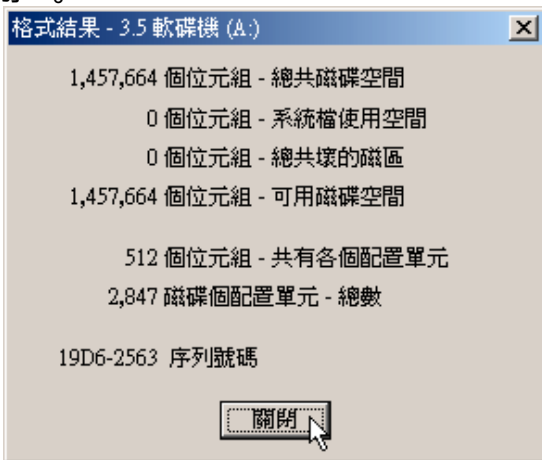 格式結果 - 3.5 軟碟機 (A:)
1,457,664 個位元組 - 總共磁碟空間
0 個位元組 - 系統檔使用空間
0 個位元組 - 總共壞的磁區
1,457,664 個位元組 - 可用磁碟空間
512 個位元組 - 共有各個配置單元
2,847 磁碟個配置單元 - 總數
19D6-2563 序列號碼
關閉